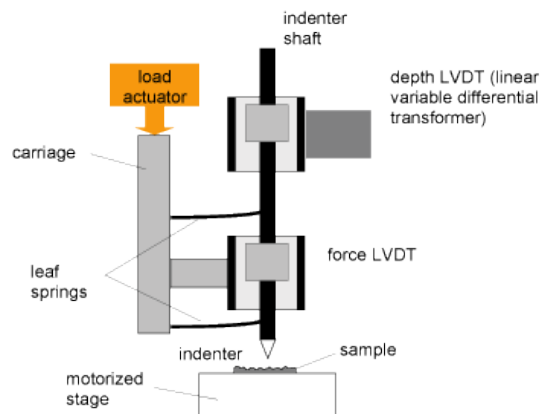 indenter
shaft
load
actuator
depth LVDT (linear
variable differential
transformer)
carriage
force LVDT
leaf
springs
indenter
sample
motorized
stage